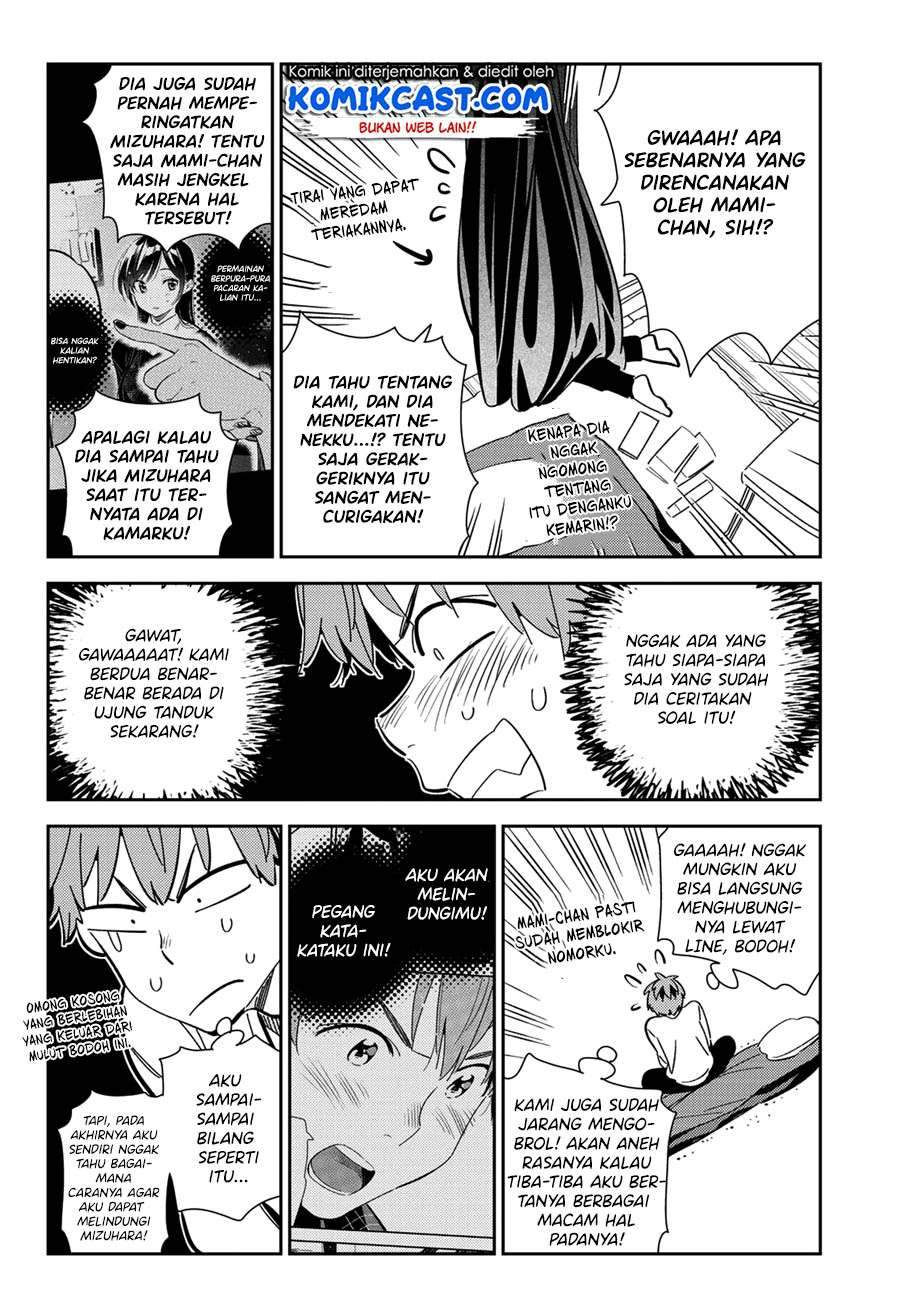 Komik ini diterjemahkan & diedit oleh
KOMIKCAST.COM
BUKAN WEB LAIN!!
GWAAAH! APA
SEBENARNYA YANG
DIRENCANAKAN
OLEH MAMI-
CHAN, SIH!?
TIRAI YANG DAPAT
MEREDAM
TERIAKANNYA.
DIA TAHU TENTANG
KAMI, DAN DIA
MENDEKATI NE-
NEKKU...!? TENTU
SAJA GERAK-
GERIKNYA ITU
SANGAT MEN-
CURIGAKAN!
KENAPA DIA
NGGAK
NGOMONG
TENTANG
ITU DENGANKU
KEMARIN!?
DIA JUGA SUDAH
PERNAH MEMPE-
RINGATKAN
MIZUHARA! TENTU
SAJA MAMI-CHAN
MASIH JENGKEL
KARENA HAL
TERSEBUT!
PERMAINAN
BERPURA-PURA
PACARAN KA-
LIAN ITU...
BISA NGGAK
KALIAN
HENTIKAN?
APALAGI KALAU
DIA SAMPAI TAHU
JIKA MIZUHARA
SAAT ITU TER-
NYATA ADA DI
KAMARKU!
NGGAK ADA YANG
TAHU SIAPA-SIAPA
SAJA YANG SUDAH
DIA CERITAKAN
SOAL ITU!
GAWAT,
GAWAAAAAT! KAMI
BERDUA BENAR-
BENAR BERADA DI
UJUNG TANDUK
SEKARANG!
GAAAAH! NGGAK
MUNGKIN AKU
BISA LANGSUNG
MENGHUBUNGI-
NYA LEWAT
LINE, BODOH!
MAMI-CHAN PASTI
SUDAH MEMBLOKIR
NOMORKU.
KAMI JUGA SUDAH
JARANG MENGO-
BROL! AKAN ANEH
RASANYA KALAU
TIBA-TIBA AKU BER-
TANYA BERBAGAI
MACAM HAL
PADANYA!
AKU AKAN
MELIN-
DUNGIMU!
PEGANG
KATA-
KATAKU INI!
AKU
SAMPAI-
SAMPAI
BILANG
SEPERTI
ITU...
OMONG KOSONG
YANG BERLEBIHAN
YANG KELUAR DARI
MULUT BODOH INI.
TAPI, PADA
AKHIRNYA AKU
SENDIRI NGGAK
TAHU BAGAI-
MANA
CARANYA AGAR
AKU DAPAT
MELINDUNGI
MIZUHARA!